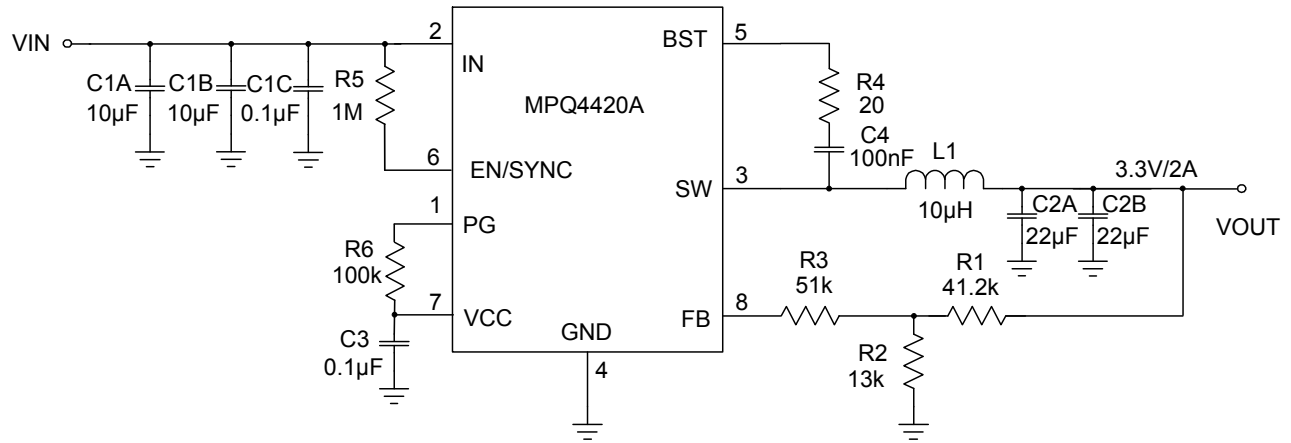 VIN
C1A
10μF
C1B
10μF
C1C
0.1μF
R5
1M
2
IN
MPQ4420A
6
EN/SYNC
1
PG
R6
100k
7
VCC
C3
0.1μF
GND
4
BST
5
R4
20
C4
100nF
SW
3
L1
10μH
3.3V/2A
C2A
22μF
C2B
22μF
VOUT
FB
8
R3
51k
R1
41.2k
R2
13k